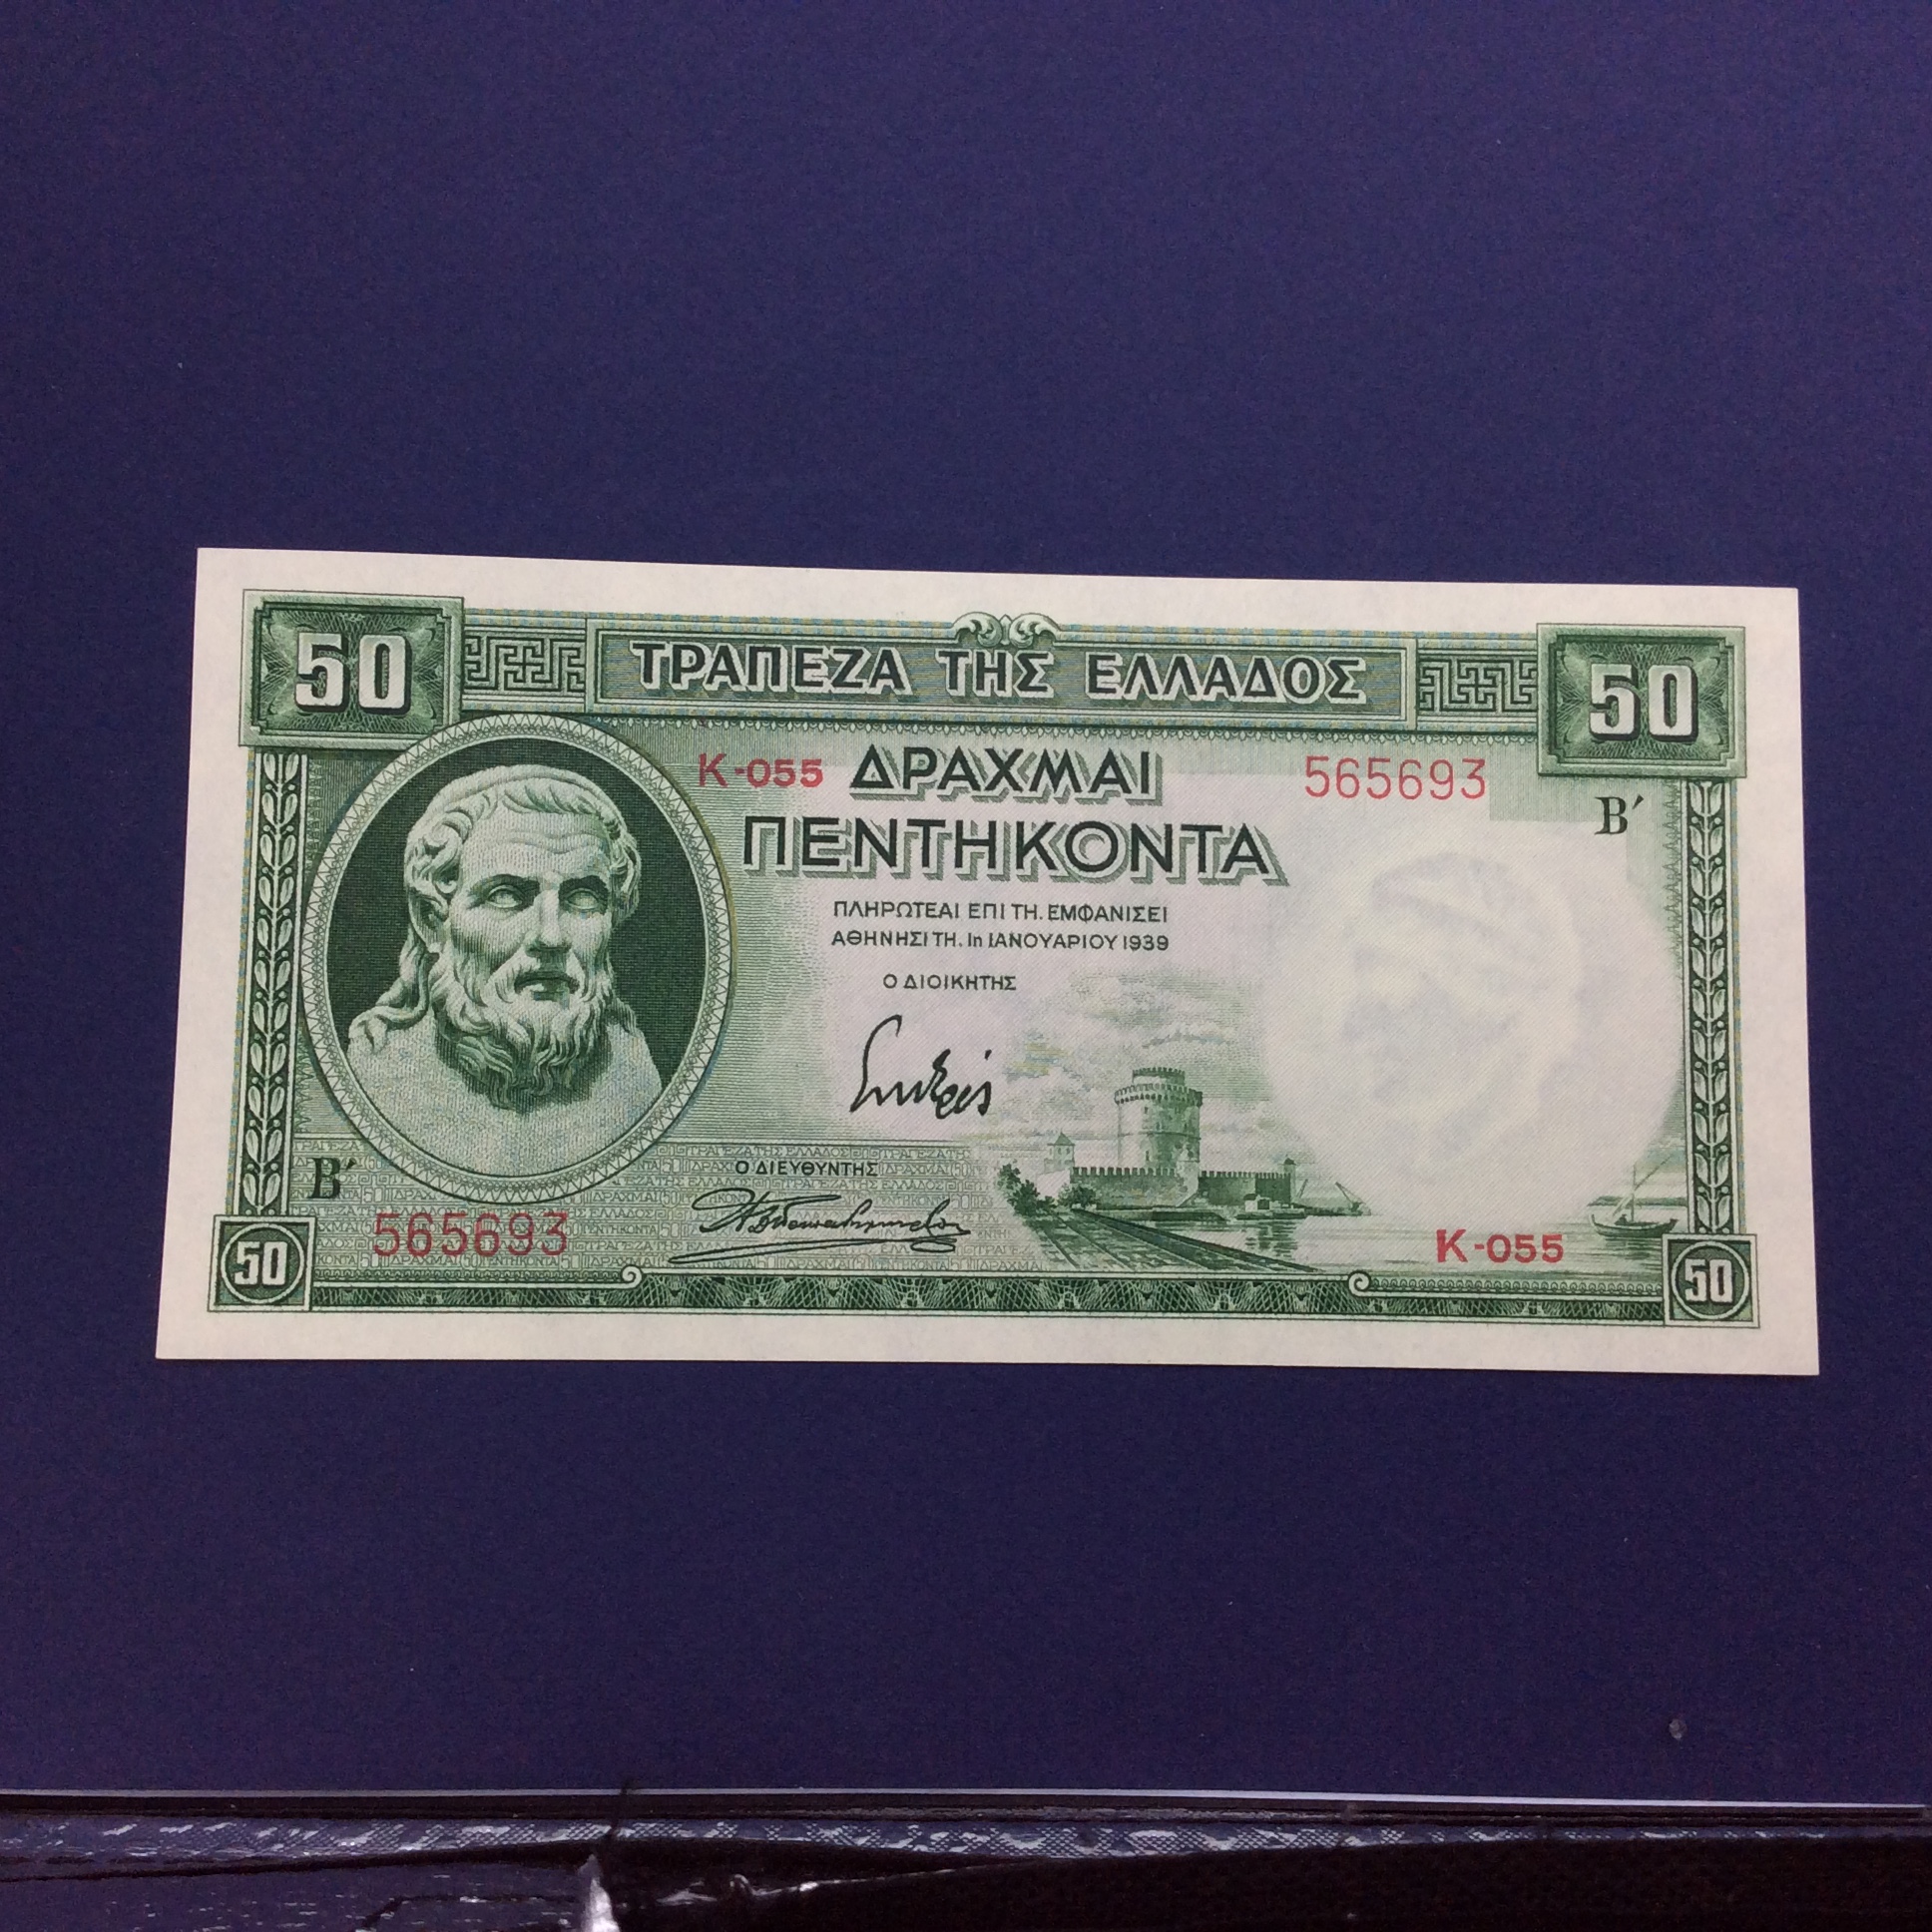 50 ΤΡΑΠΕΖΑ ΤΗΣ ΕΛΛΑΔΟΣ 50
K-055 ΔΡΑΧΜΑΙ 565693
ΠΕΝΤΗΚΟΝΤΑ B′
ΠΛΗΡΩΤΕΑΙ ΕΠΙ ΤΗ. ΕΜΦΑΝΙΣΕΙ
ΑΘΗΝΗΣΙ ΤΗ. 1η ΙΑΝΟΥΑΡΙΟΥ 1939
Ο ΔΙΟΙΚΗΤΗΣ
B′ Ο ΔΙΕΥΘΥΝΤΗΣ
565693 K-055
50 50